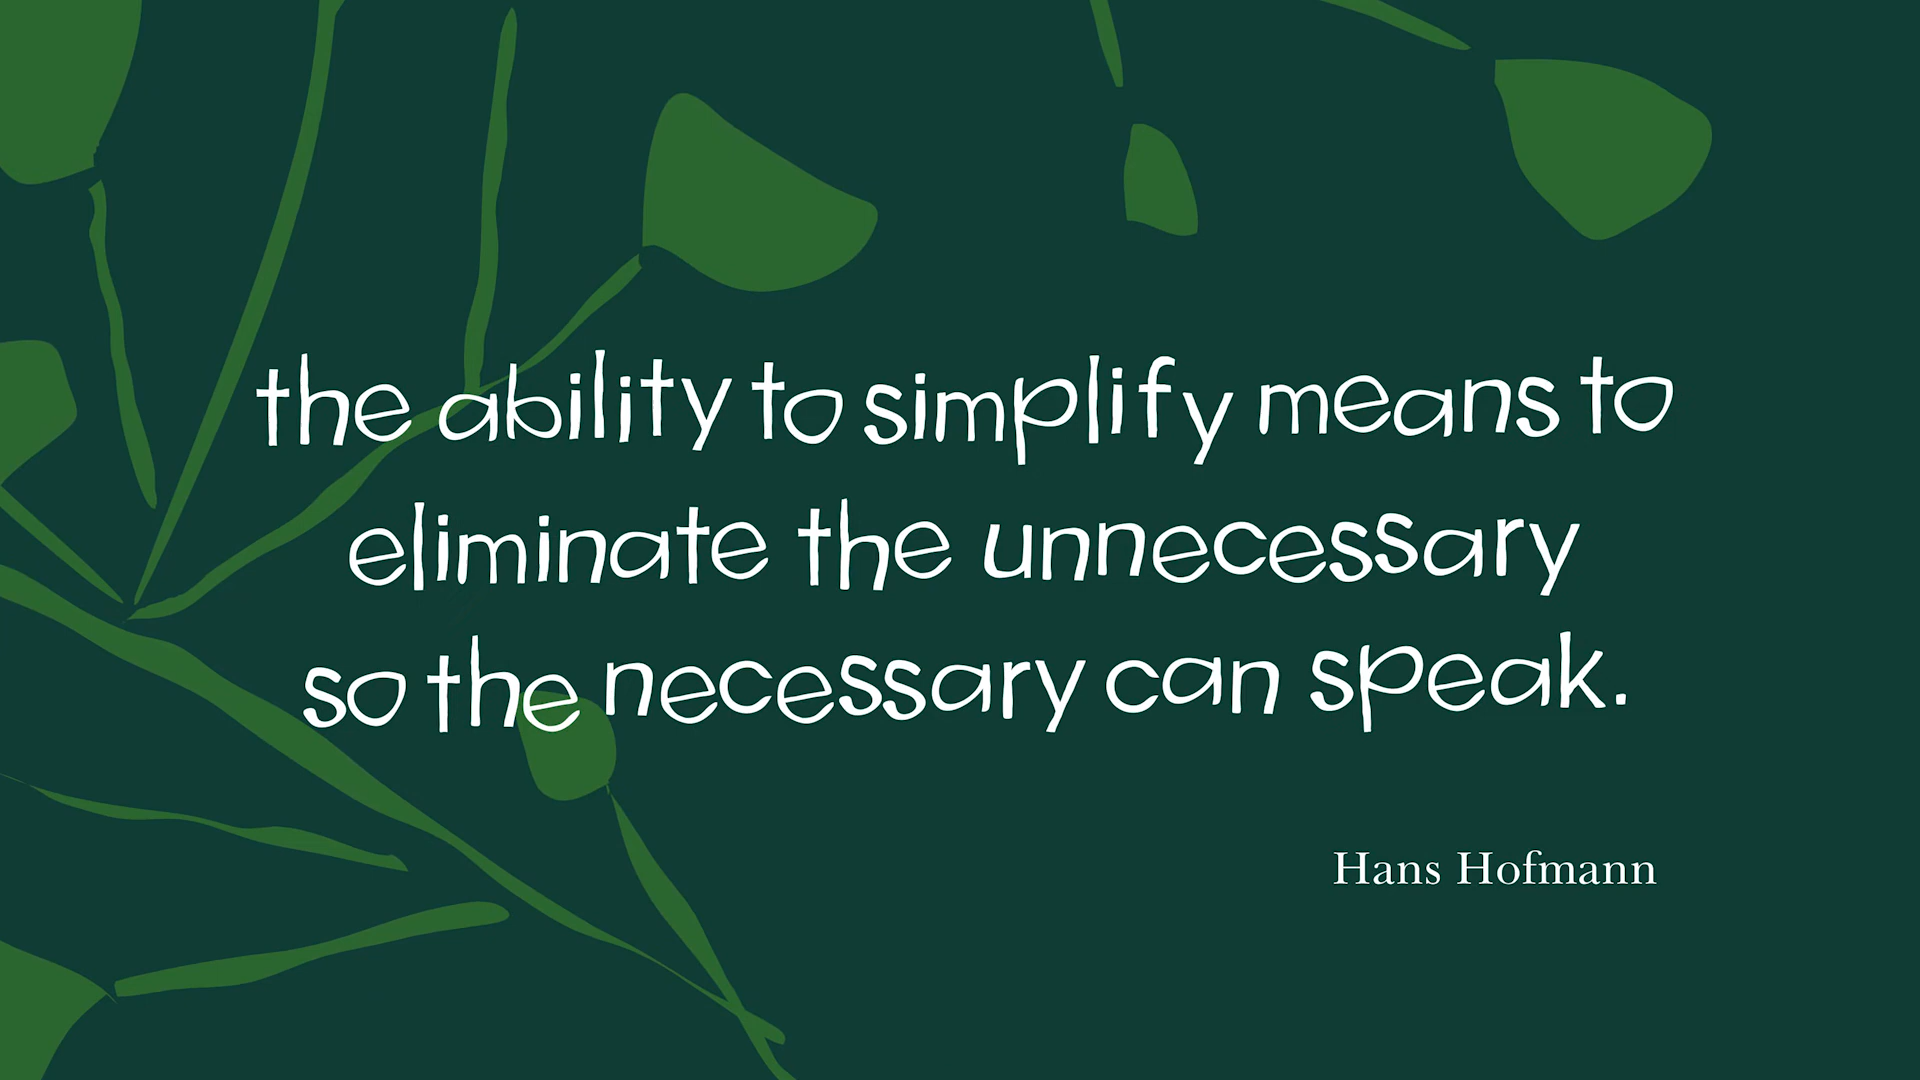 the ability to simplify means to
eliminate the unnecessary
so the necessary can speak.
Hans Hofmann